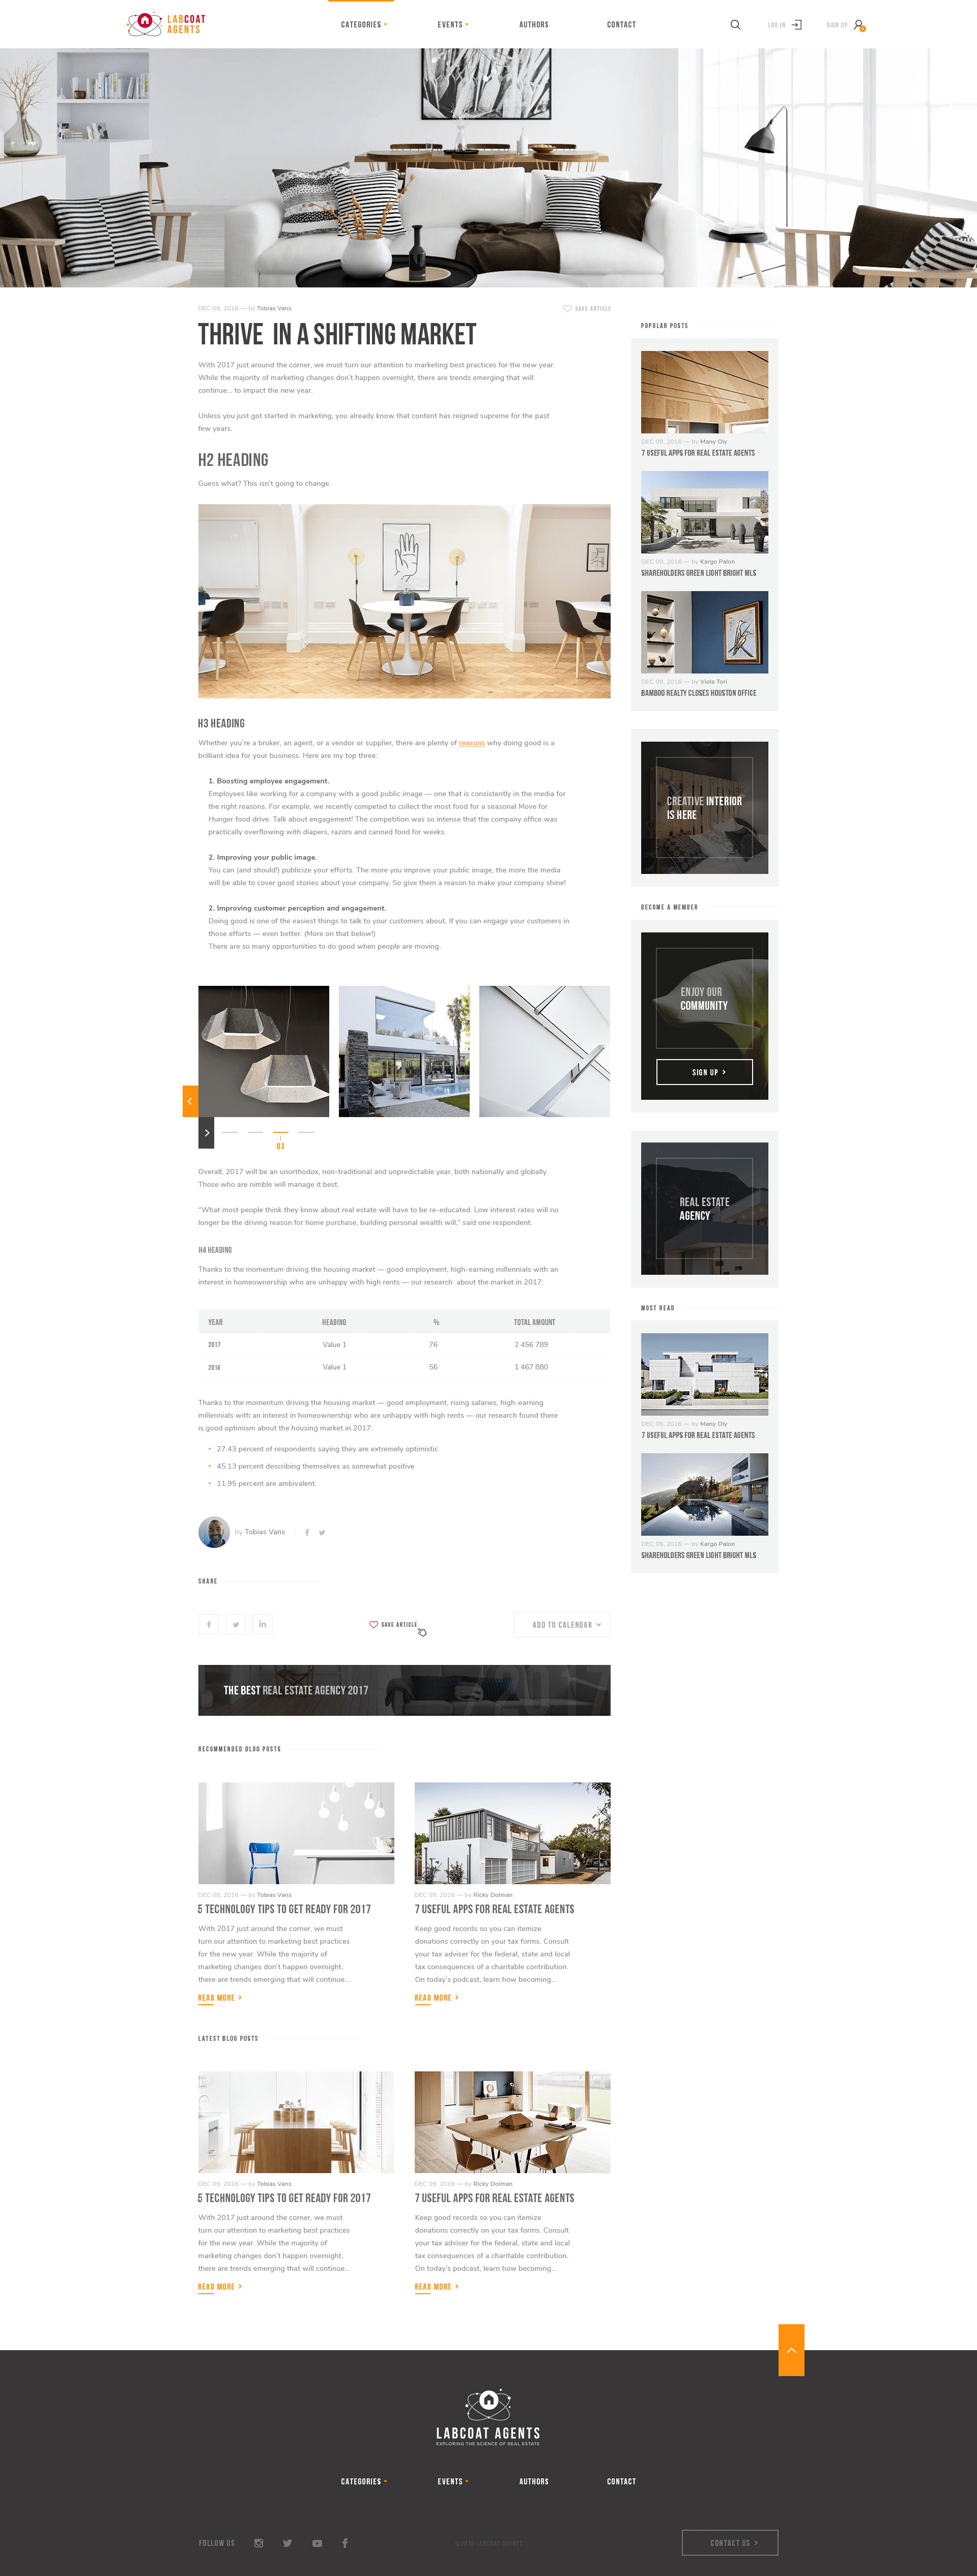 LABCOAT
AGENTS
CATEGORIES
EVENTS
AUTHORS
CONTACT
LOG IN
SIGN UP
DEC 09, 2016 — by Tobias Vans
SAVE ARTICLE
THRIVE IN A SHIFTING MARKET
With 2017 just around the corner, we must turn our attention to marketing best practices for the new year.
While the majority of marketing changes don't happen overnight, there are trends emerging that will
continue... to impact the new year.
Unless you just got started in marketing, you already know that content has reigned supreme for the past
few years.
H2 HEADING
Guess what? This isn't going to change.
H3 HEADING
Whether you're a broker, an agent, or a vendor or supplier, there are plenty of reasons why doing good is a
brilliant idea for your business. Here are my top three:
1. Boosting employee engagement.
Employees like working for a company with a good public image — one that is consistently in the media for
the right reasons. For example, we recently competed to collect the most food for a seasonal Move for
Hunger food drive. Talk about engagement! The competition was so intense that the company office was
practically overflowing with diapers, razors and canned food for weeks.
2. Improving your public image.
You can (and should!) publicize your efforts. The more you improve your public image, the more the media
will be able to cover good stories about your company. So give them a reason to make your company shine!
2. Improving customer perception and engagement.
Doing good is one of the easiest things to talk to your customers about. If you can engage your customers in
those efforts — even better. (More on that below!)
There are so many opportunities to do good when people are moving.
03
Overall, 2017 will be an unorthodox, non-traditional and unpredictable year, both nationally and globally.
Those who are nimble will manage it best.
“What most people think they know about real estate will have to be re-educated. Low interest rates will no
longer be the driving reason for home purchase, building personal wealth will,” said one respondent.
H4 HEADING
Thanks to the momentum driving the housing market — good employment, high-earning millennials with an
interest in homeownership who are unhappy with high rents — our research about the market in 2017:
YEAR HEADING % TOTAL AMOUNT
2017 Value 1 76 2 456 789
2016 Value 1 56 1 467 880
Thanks to the momentum driving the housing market — good employment, rising salaries, high-earning
millennials with an interest in homeownership who are unhappy with high rents — our research found there
is good optimism about the housing market in 2017:
• 27.43 percent of respondents saying they are extremely optimistic
• 45.13 percent describing themselves as somewhat positive
• 11.95 percent are ambivalent.
by Tobias Vans
SHARE
SAVE ARTICLE
ADD TO CALENDAR
THE BEST REAL ESTATE AGENCY 2017
RECOMMENDED BLOG POSTS
DEC 09, 2016 — by Tobias Vans
5 TECHNOLOGY TIPS TO GET READY FOR 2017
With 2017 just around the corner, we must
turn our attention to marketing best practices
for the new year. While the majority of
marketing changes don't happen overnight,
there are trends emerging that will continue...
READ MORE
DEC 09, 2016 — by Ricky Dolman
7 USEFUL APPS FOR REAL ESTATE AGENTS
Keep good records so you can itemize
donations correctly on your tax forms. Consult
your tax adviser for the federal, state and local
tax consequences of a charitable contribution.
On today's podcast, learn how becoming...
READ MORE
LATEST BLOG POSTS
DEC 09, 2016 — by Tobias Vans
5 TECHNOLOGY TIPS TO GET READY FOR 2017
With 2017 just around the corner, we must
turn our attention to marketing best practices
for the new year. While the majority of
marketing changes don't happen overnight,
there are trends emerging that will continue...
READ MORE
DEC 09, 2016 — by Ricky Dolman
7 USEFUL APPS FOR REAL ESTATE AGENTS
Keep good records so you can itemize
donations correctly on your tax forms. Consult
your tax adviser for the federal, state and local
tax consequences of a charitable contribution.
On today's podcast, learn how becoming...
READ MORE
POPULAR POSTS
DEC 09, 2016 — by Many Oly
7 USEFUL APPS FOR REAL ESTATE AGENTS
DEC 09, 2016 — by Kargo Palon
SHAREHOLDERS GREEN LIGHT BRIGHT MLS
DEC 09, 2016 — by Viola Tori
BAMBOO REALTY CLOSES HOUSTON OFFICE
CREATIVE INTERIOR
IS HERE
BECOME A MEMBER
ENJOY OUR
COMMUNITY
SIGN UP
REAL ESTATE
AGENCY
MOST READ
DEC 09, 2016 — by Many Oly
7 USEFUL APPS FOR REAL ESTATE AGENTS
DEC 09, 2016 — by Kargo Palon
SHAREHOLDERS GREEN LIGHT BRIGHT MLS
LABCOAT AGENTS
EXPLORING THE SCIENCE OF REAL ESTATE
CATEGORIES
EVENTS
AUTHORS
CONTACT
FOLLOW US
©2016 LABCOAT AGENTS
CONTACT US